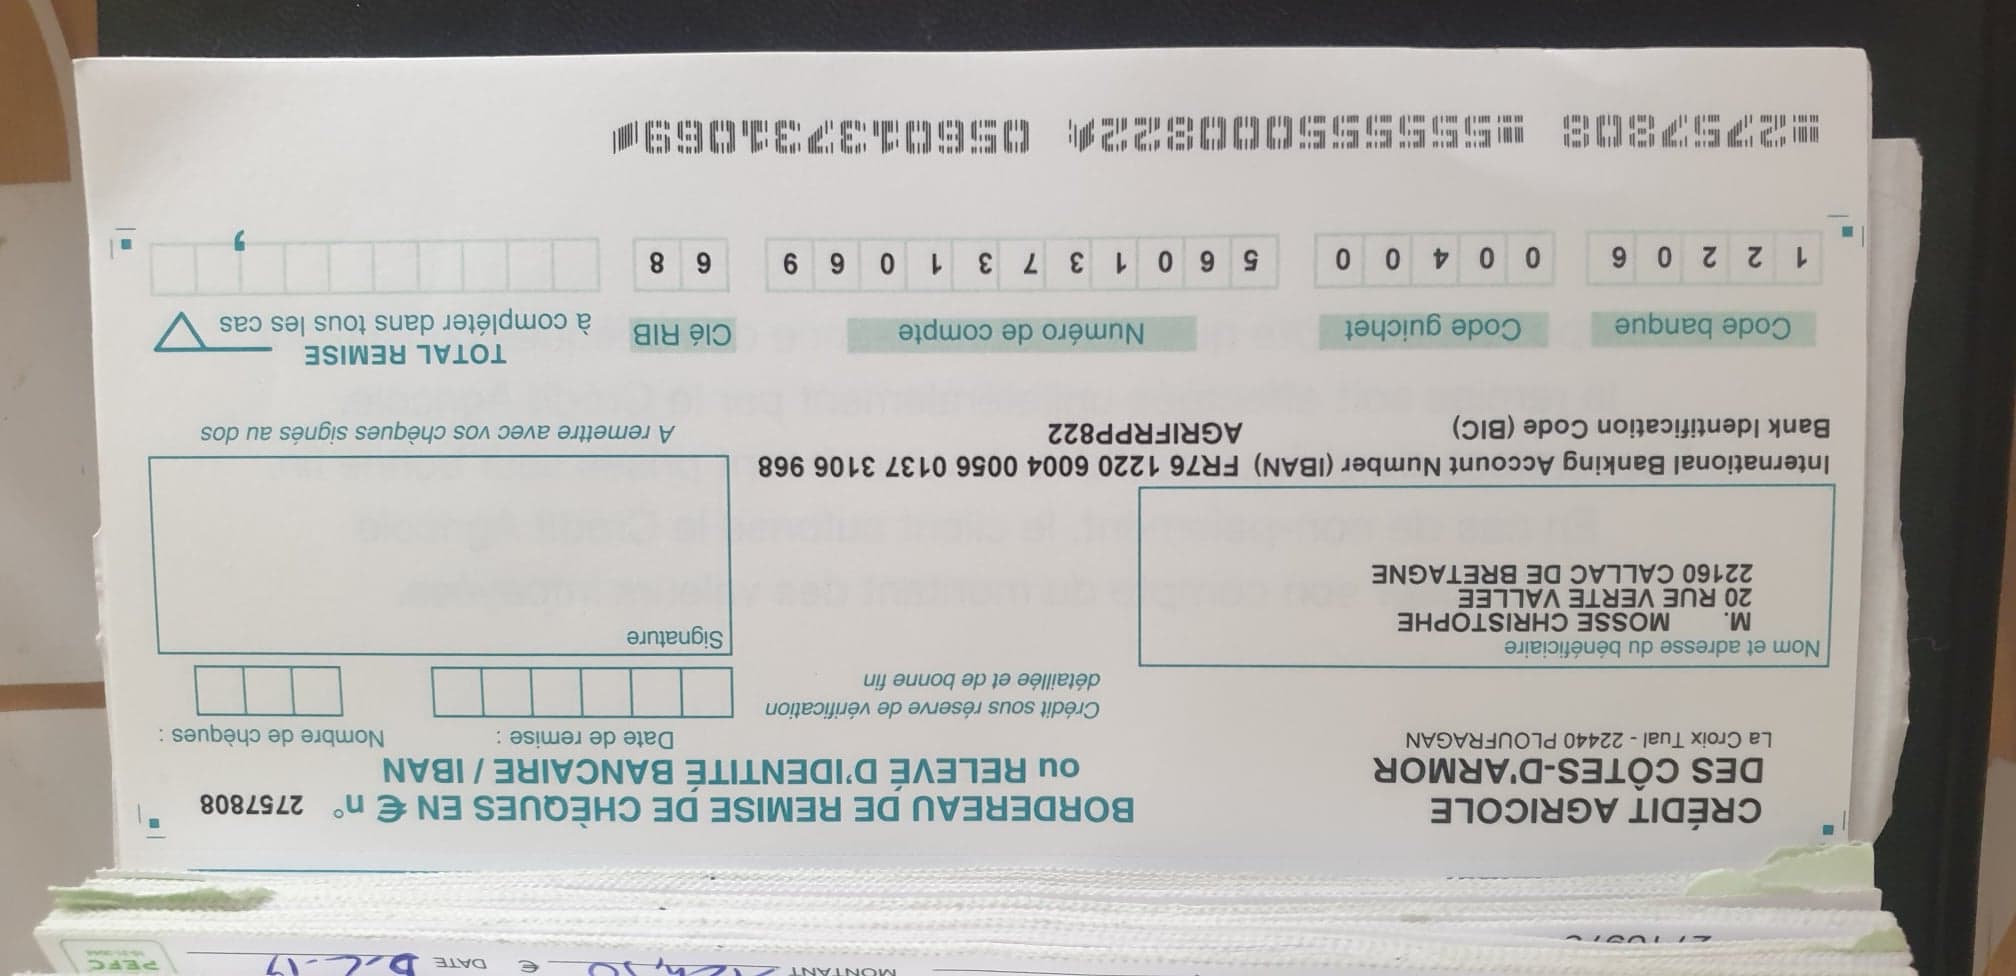 CRÉDIT AGRICOLE
DES CÔTES-D'ARMOR
La Croix Tual - 22440 PLOUFRAGAN
BORDEREAU DE REMISE DE CHÈQUES EN € n° 2757808
ou RELEVÉ D'IDENTITÉ BANCAIRE / IBAN
Date de remise :
Nombre de chèques :
Crédit sous réserve de vérification
détaillée et de bonne fin
Nom et adresse du bénéficiaire
M. MOSSE CHRISTOPHE
20 RUE VERTE VALLEE
22160 CALLAC DE BRETAGNE
Signature
International Banking Account Number (IBAN) FR76 1220 6004 0056 0137 3106 968
Bank Identification Code (BIC) AGRIFRPP822
A remettre avec vos chèques signés au dos
TOTAL REMISE
à compléter dans tous les cas
Code banque
Code guichet
Numéro de compte
Clé RIB
1 2 2 0 6
0 0 4 0 0
5 6 0 1 3 7 3 1 0 6 9
6 8
,
2757808 555555000822 056013731069
MONTANT
€
DATE
PEFC